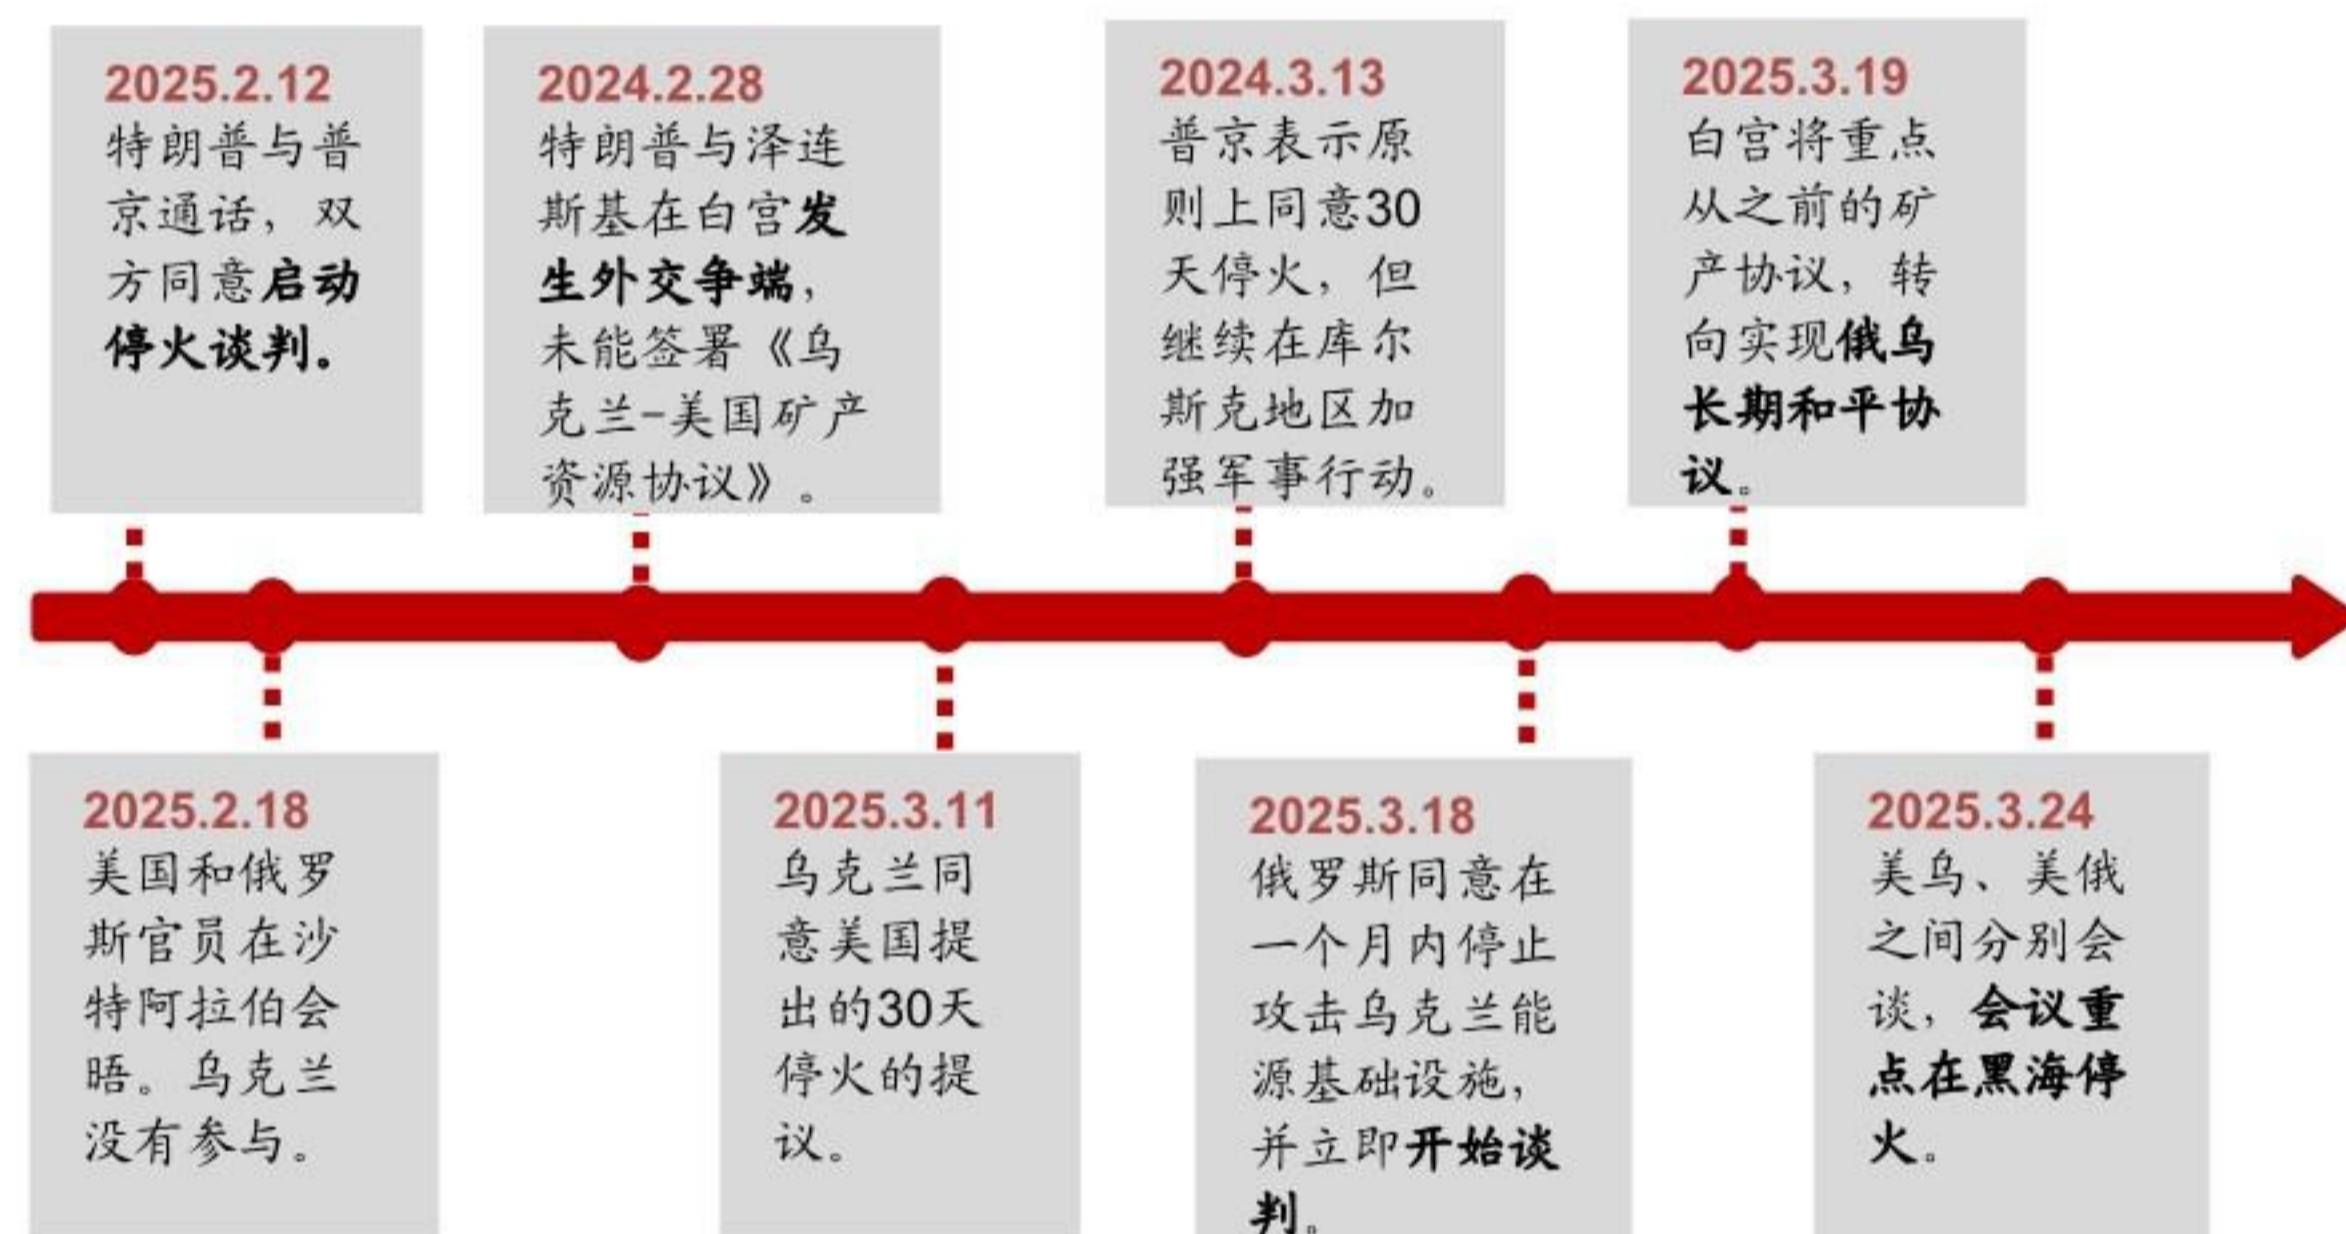 2025.2.12
特朗普与普
京通话，双
方同意启动
停火谈判。
2024.2.28
特朗普与泽连
斯基在白宫发
生外交争端，
未能签署《乌
克兰-美国矿产
资源协议》。
2024.3.13
普京表示原
则上同意30
天停火，但
继续在库尔
斯克地区加
强军事行动。
2025.3.19
白宫将重点
从之前的矿
产协议，转
向实现俄乌
长期和平协
议。
2025.2.18
美国和俄罗
斯官员在沙
特阿拉伯会
晤。乌克兰
没有参与。
2025.3.11
乌克兰同
意美国提
出的30天
停火的提
议。
2025.3.18
俄罗斯同意在
一个月内停止
攻击乌克兰能
源基础设施，
并立即开始谈
判。
2025.3.24
美乌、美俄
之间分别会
谈，会议重
点在黑海停
火。